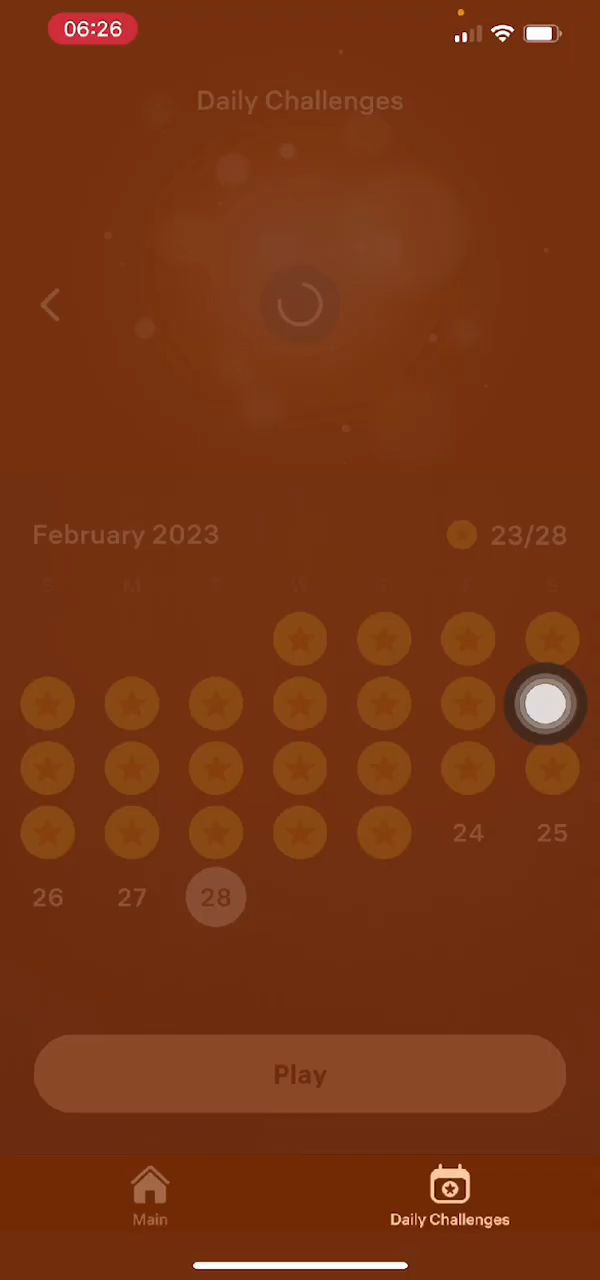 06:26
Daily Challenges
February 2023 23/28
S M T W T F S
24 25
26 27 28
Play
Main Daily Challenges